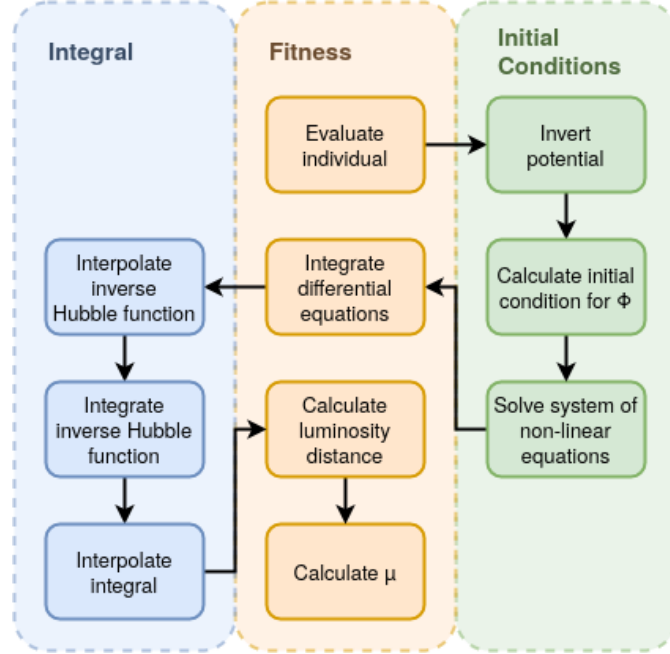 Integral
Fitness
Initial
Conditions
Evaluate
individual
Invert
potential
Interpolate
inverse
Hubble function
Integrate
differential
equations
Calculate initial
condition for Φ
Integrate
inverse Hubble
function
Calculate
luminosity
distance
Solve system of
non-linear
equations
Interpolate
integral
Calculate μ